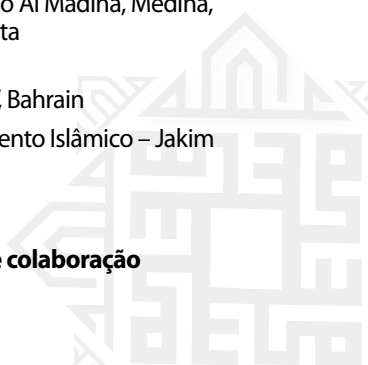 o Al Madina, Medina,
ta
, Bahrain
ento Islâmico – Jakim
e colaboração